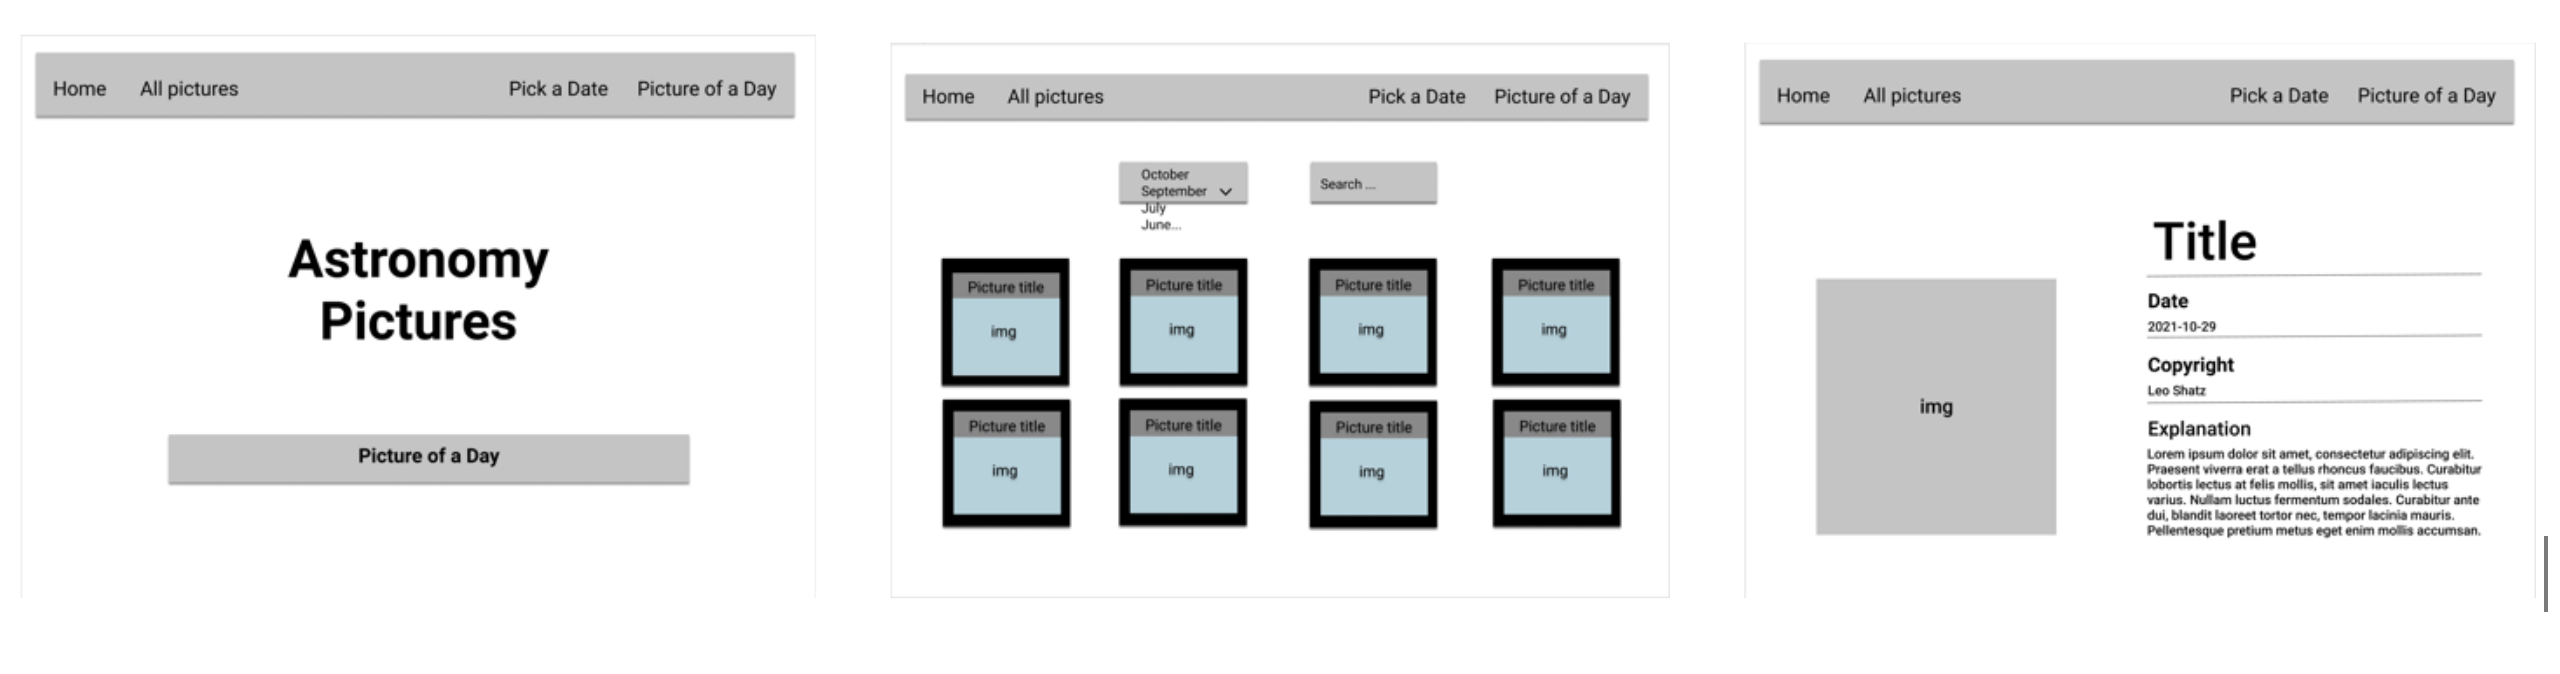 Home All pictures Pick a Date Picture of a Day
Astronomy
Pictures
Picture of a Day
Home All pictures Pick a Date Picture of a Day
October
September
July
June...
Search ...
Picture title Picture title Picture title Picture title
img img img img
Picture title Picture title Picture title Picture title
img img img img
Home All pictures Pick a Date Picture of a Day
img
Title
Date
2021-10-29
Copyright
Leo Shatz
Explanation
Lorem ipsum dolor sit amet, consectetur adipiscing elit.
Praesent viverra erat a tellus rhoncus faucibus. Curabitur
lobortis lectus at felis mollis, sit amet iaculis lectus
varius. Nullam luctus fermentum sodales. Curabitur ante
dui, blandit laoreet tortor nec, tempor lacinia mauris.
Pellentesque pretium metus eget enim mollis accumsan.